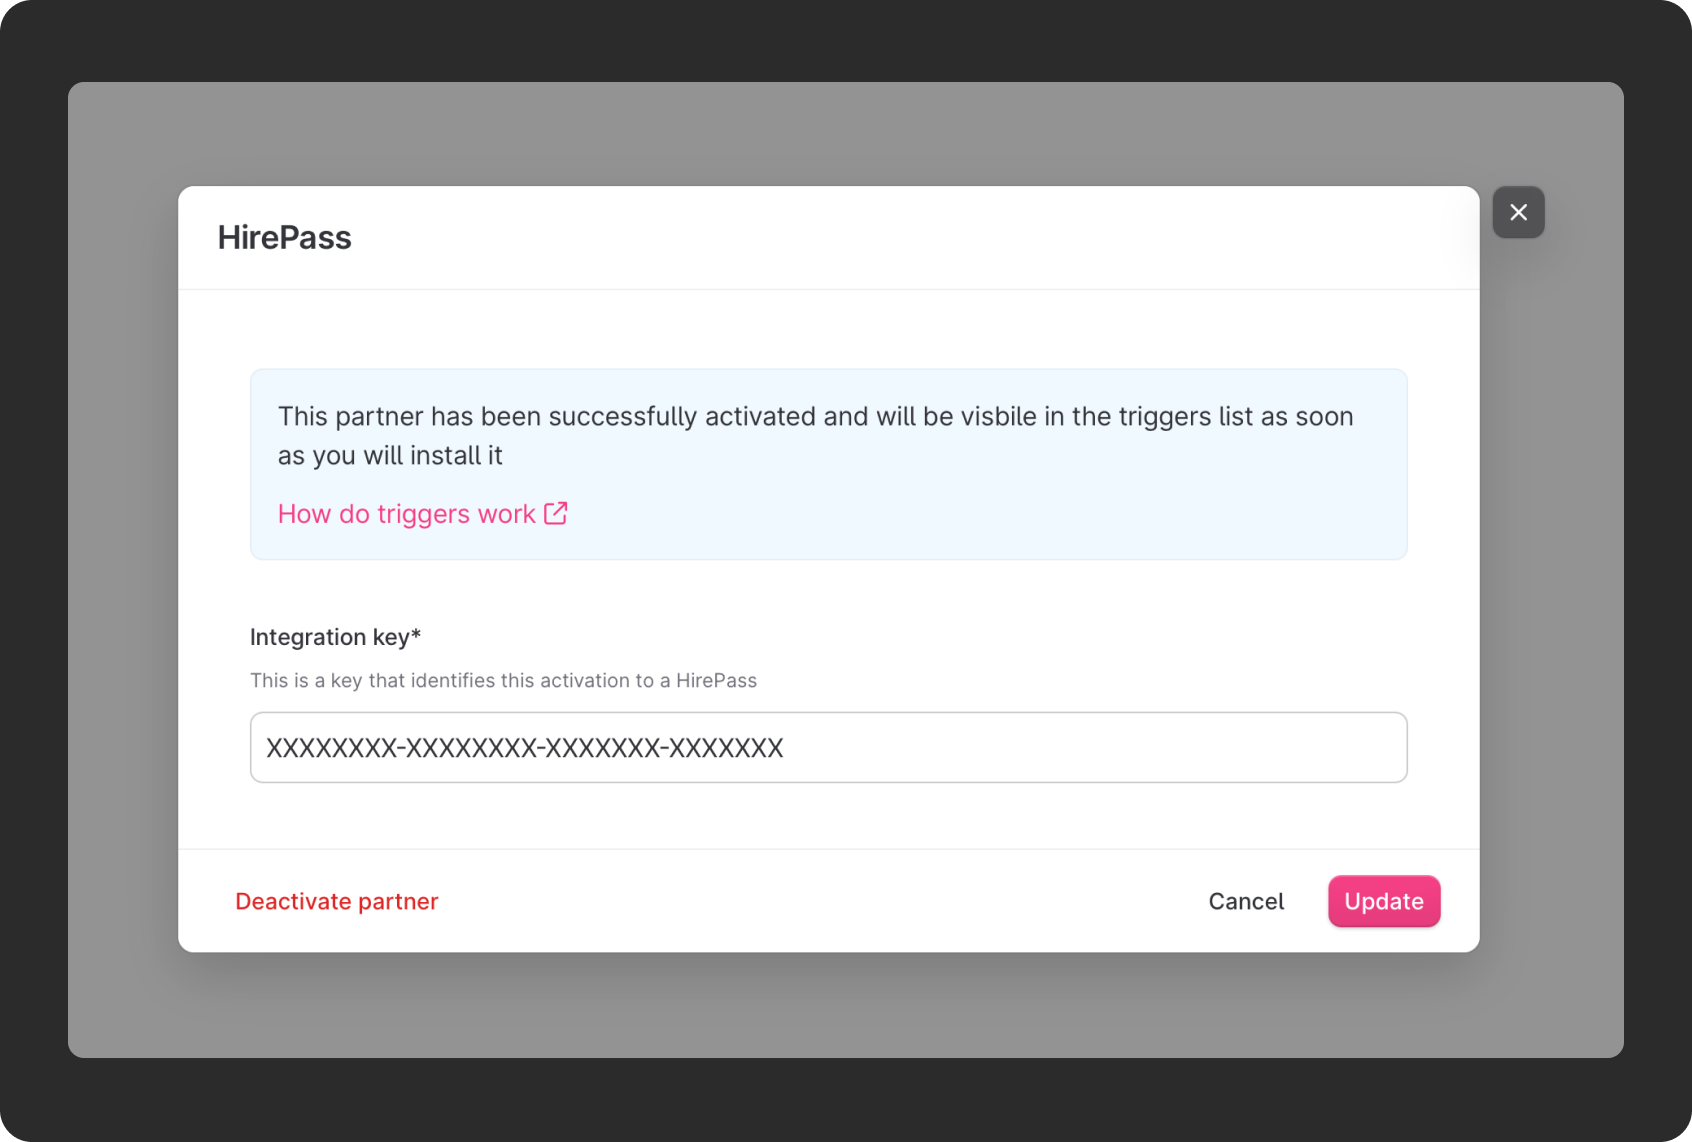 HirePass
This partner has been successfully activated and will be visbile in the triggers list as soon
as you will install it
How do triggers work
Integration key*
This is a key that identifies this activation to a HirePass
XXXXXXXX-XXXXXXXX-XXXXXXX-XXXXXXX
Deactivate partner
Cancel
Update